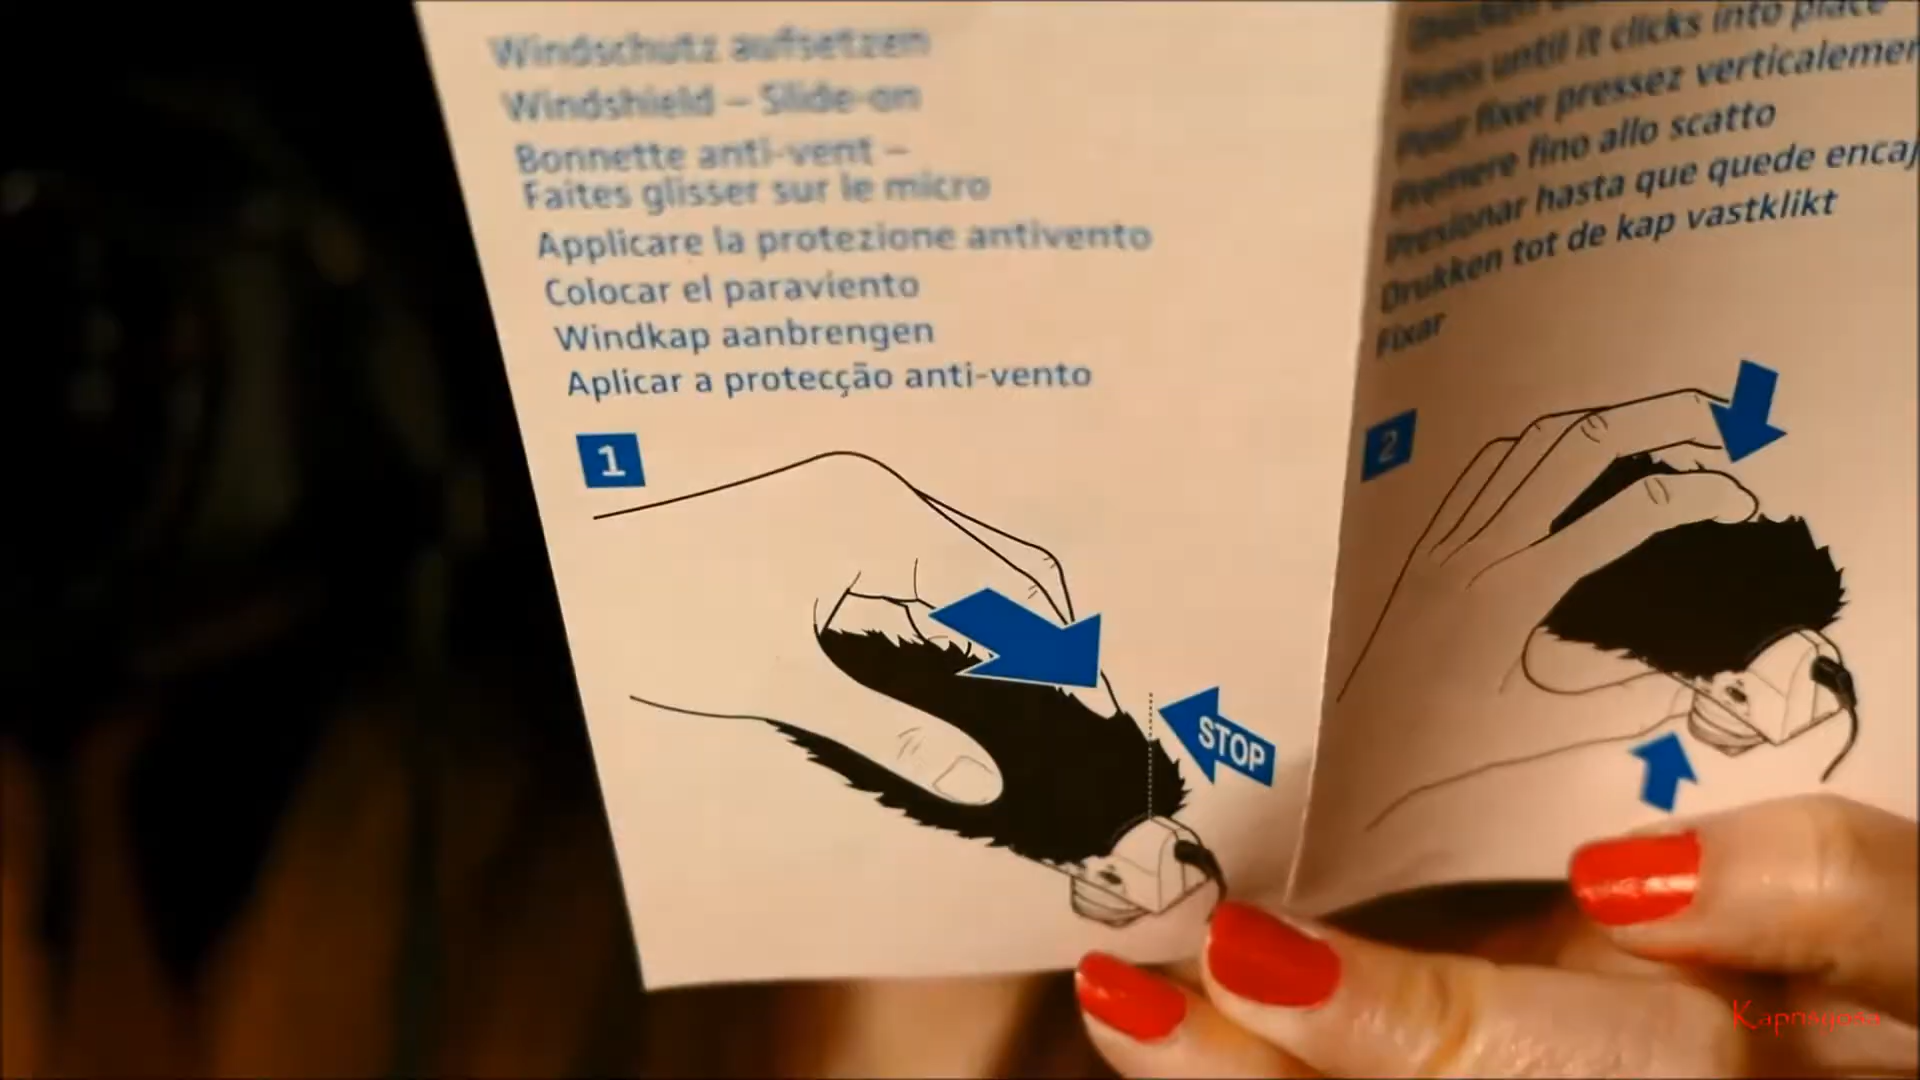 Windschutz aufsetzen
Windshield – Slide-on
Bonnette anti-vent –
Faites glisser sur le micro
Applicare la protezione antivento
Colocar el paraviento
Windkap aanbrengen
Aplicar a protecção anti-vento
1
STOP
Drücken
Press until it clicks into place
Pour fixer pressez verticalemen
Premere fino allo scatto
Presionar hasta que quede encaj
Drukken tot de kap vastklikt
Fixar
2
Kaprisyosa